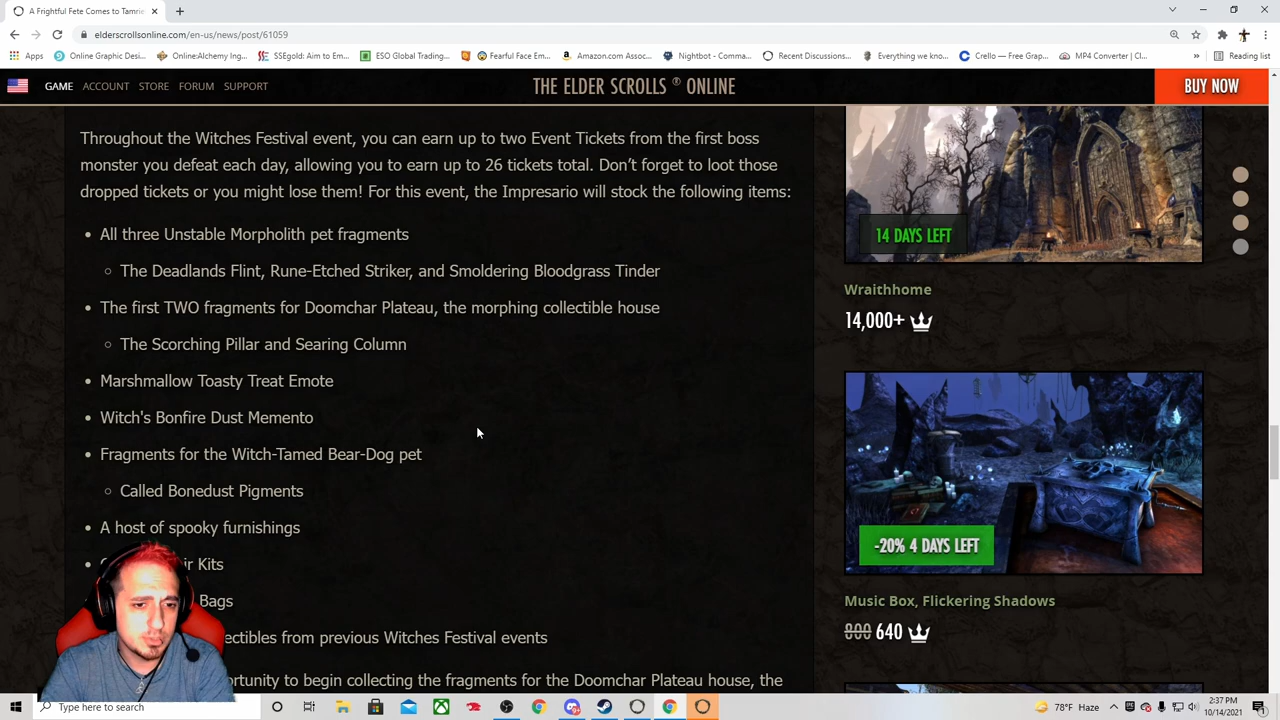 A Frightful Fete Comes to Tamrie
elderscrollsonline.com/en-us/news/post/61059
Apps
Online Graphic Desi...
OnlineAlchemy Ing...
SSEgold: Aim to Em...
ESO Global Trading...
Fearful Face Em...
Amazon.com Assoc...
Nightbot - Comma...
Recent Discussions...
Everything we kno...
Crello — Free Grap...
MP4 Converter | Cl...
»
Reading list
GAME ACCOUNT STORE FORUM SUPPORT
THE ELDER SCROLLS ® ONLINE
BUY NOW
Throughout the Witches Festival event, you can earn up to two Event Tickets from the first boss
monster you defeat each day, allowing you to earn up to 26 tickets total. Don’t forget to loot those
dropped tickets or you might lose them! For this event, the Impresario will stock the following items:
All three Unstable Morpholith pet fragments
The Deadlands Flint, Rune-Etched Striker, and Smoldering Bloodgrass Tinder
The first TWO fragments for Doomchar Plateau, the morphing collectible house
The Scorching Pillar and Searing Column
Marshmallow Toasty Treat Emote
Witch's Bonfire Dust Memento
Fragments for the Witch-Tamed Bear-Dog pet
Called Bonedust Pigments
A host of spooky furnishings
ir Kits
Bags
ectibles from previous Witches Festival events
ortunity to begin collecting the fragments for the Doomchar Plateau house, the
14 DAYS LEFT
Wraithhome
14,000+
-20% 4 DAYS LEFT
Music Box, Flickering Shadows
800 640
Type here to search
78°F Haze
2:37 PM
10/14/2021